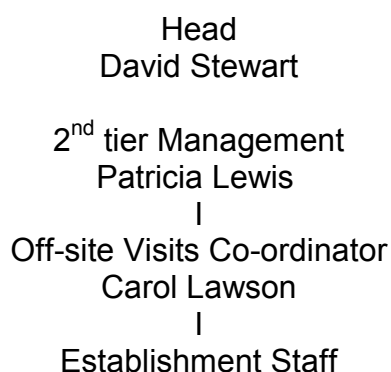 Head
David Stewart
2nd tier Management
Patricia Lewis
I
Off-site Visits Co-ordinator
Carol Lawson
I
Establishment Staff